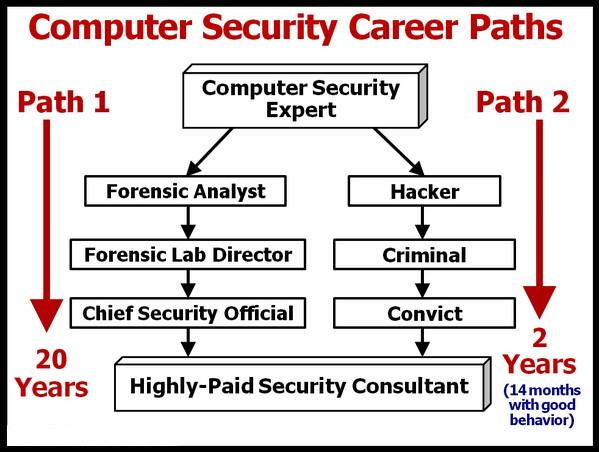 Computer Security Career Paths
Path 1
Computer Security
Expert
Path 2
Forensic Analyst
Hacker
Forensic Lab Director
Criminal
Chief Security Official
Convict
20
Years
2
Years
(14 months
with good
behavior)
Highly-Paid Security Consultant